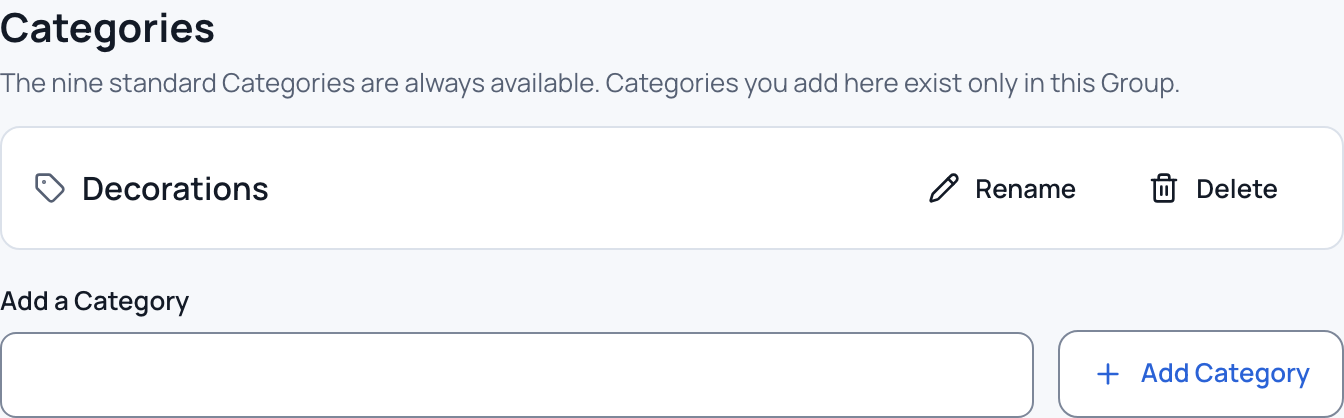 Categories
The nine standard Categories are always available. Categories you add here exist only in this Group.
Decorations Rename Delete
Add a Category
Add Category